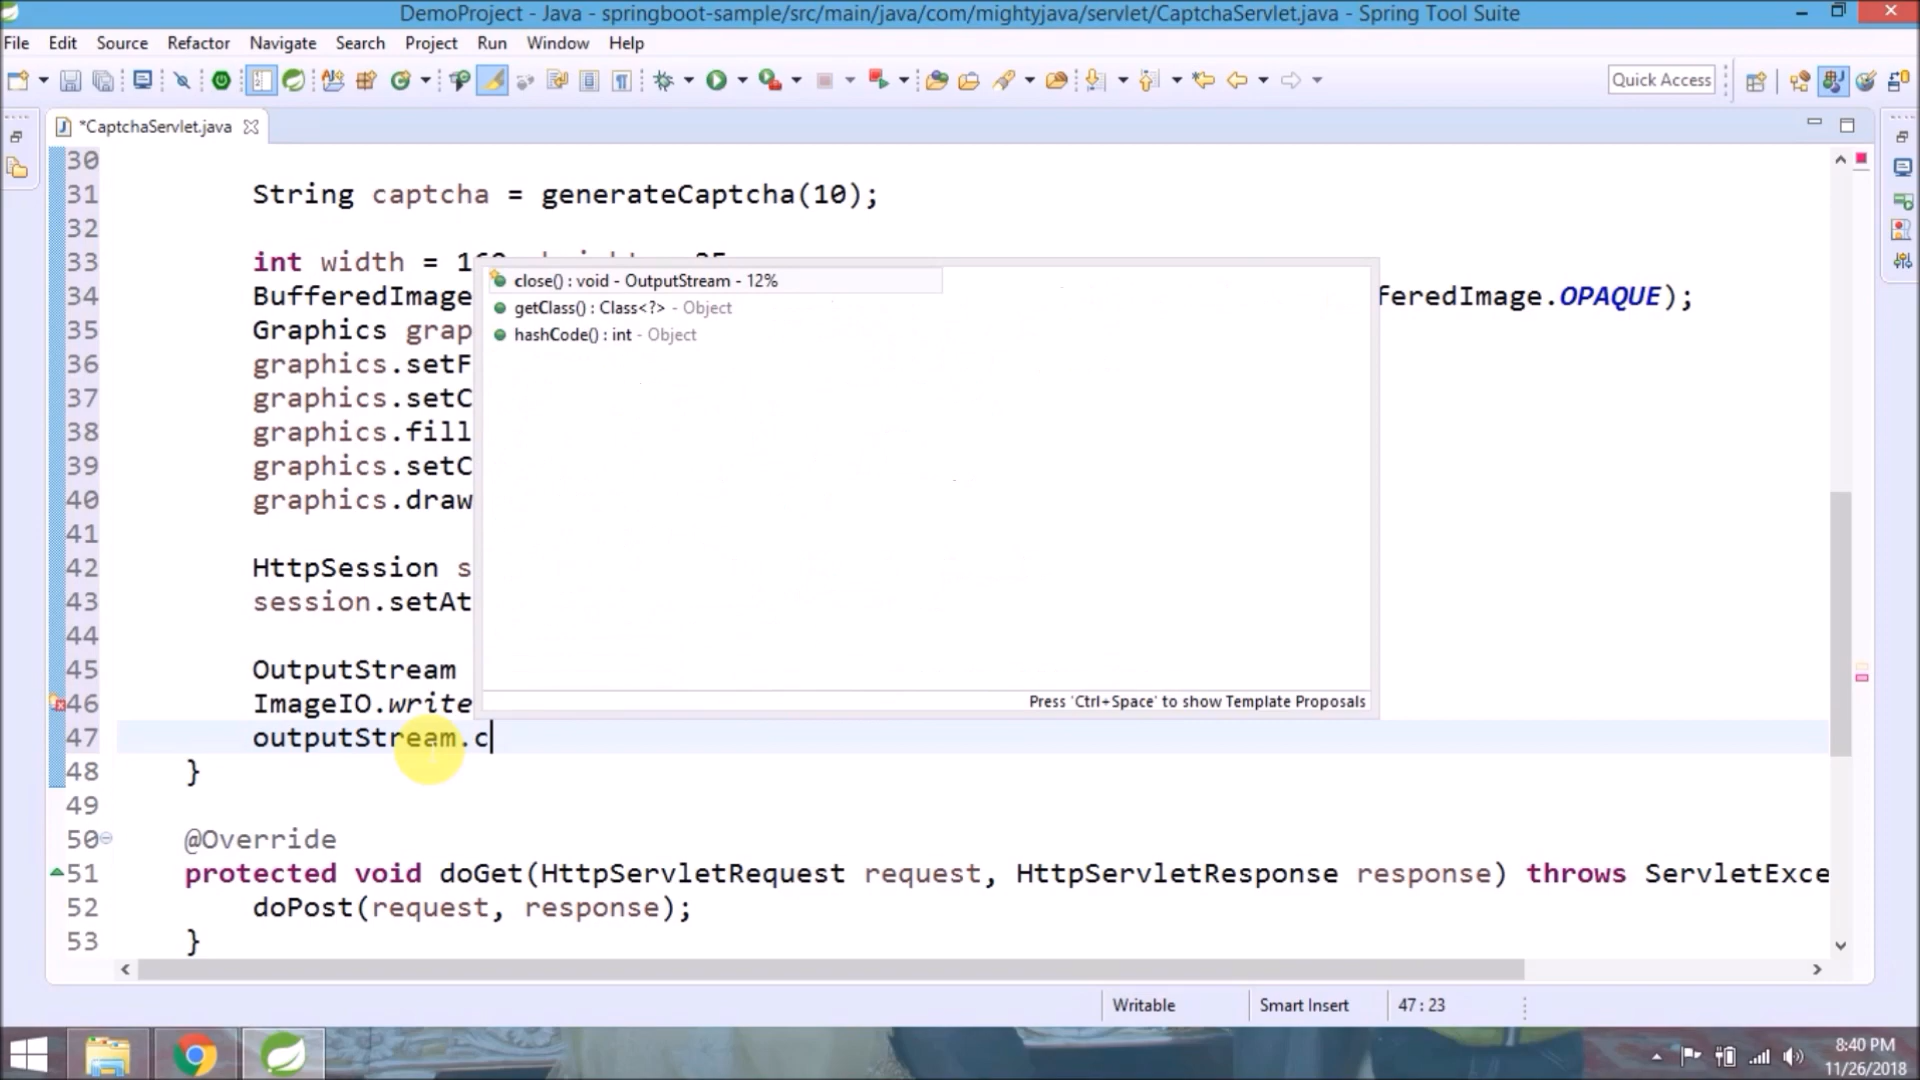 DemoProject - Java - springboot-sample/src/main/java/com/mightyjava/servlet/CaptchaServlet.java - Spring Tool Suite
File Edit Source Refactor Navigate Search Project Run Window Help
Quick Access
*CaptchaServlet.java
30
31 String captcha = generateCaptcha(10);
32
33 int width =
34 BufferedImage feredImage.OPAQUE);
35 Graphics grap
36 graphics.setF
37 graphics.setC
38 graphics.fill
39 graphics.setC
40 graphics.draw
41
42 HttpSession s
43 session.setAt
44
45 OutputStream
46 ImageIO.write
47 outputStream.c
48 }
49
50 @Override
51 protected void doGet(HttpServletRequest request, HttpServletResponse response) throws ServletExce
52 doPost(request, response);
53 }
close() : void - OutputStream - 12%
getClass() : Class<?> - Object
hashCode() : int - Object
Press 'Ctrl+Space' to show Template Proposals
Writable Smart Insert 47 : 23
8:40 PM
11/26/2018